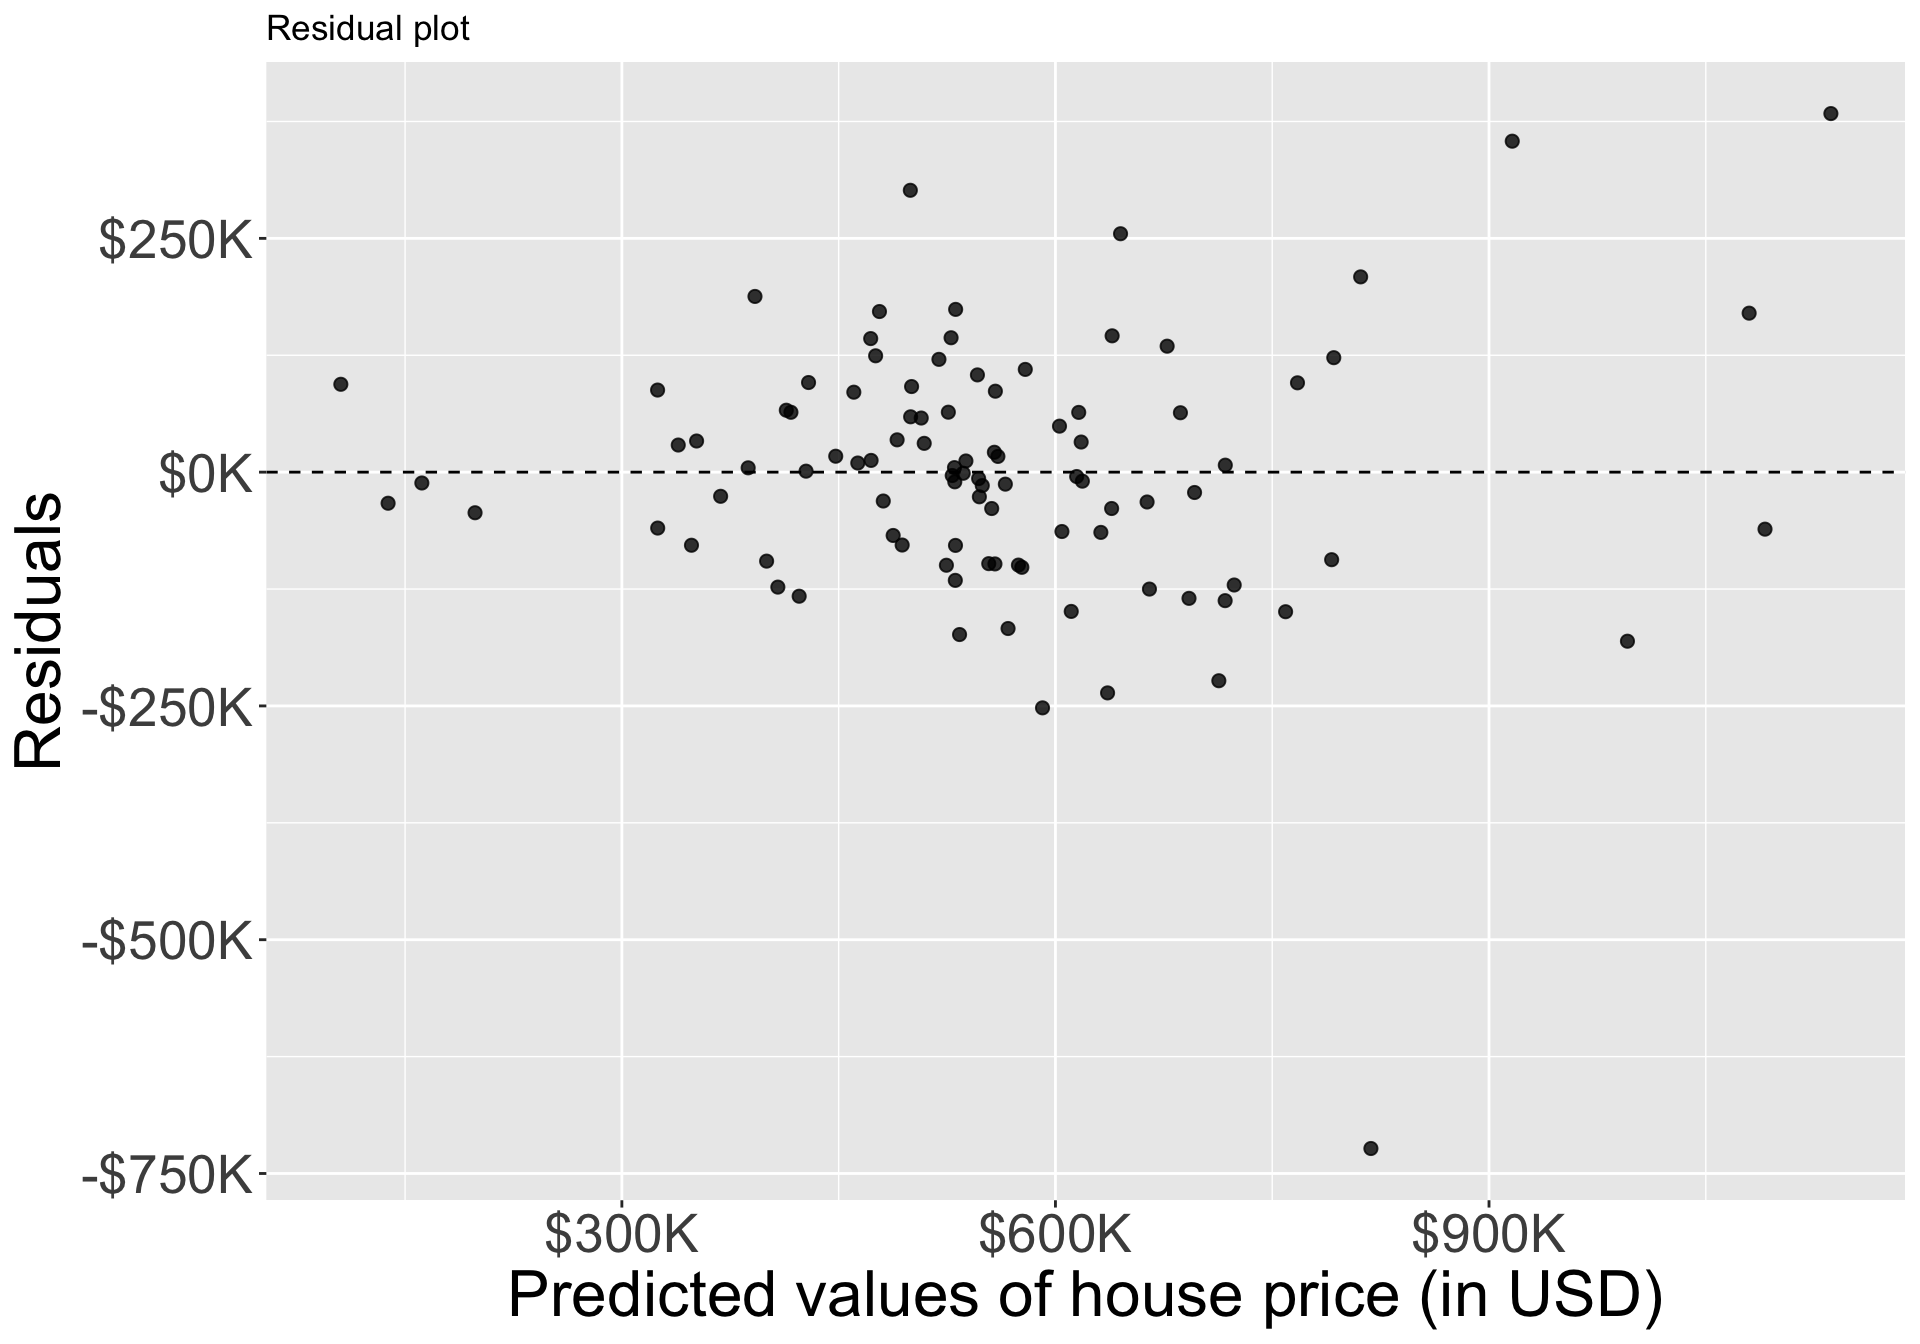 Residual plot
Residuals
$250K
$0K
-$250K
-$500K
-$750K
$300K
$600K
$900K
Predicted values of house price (in USD)